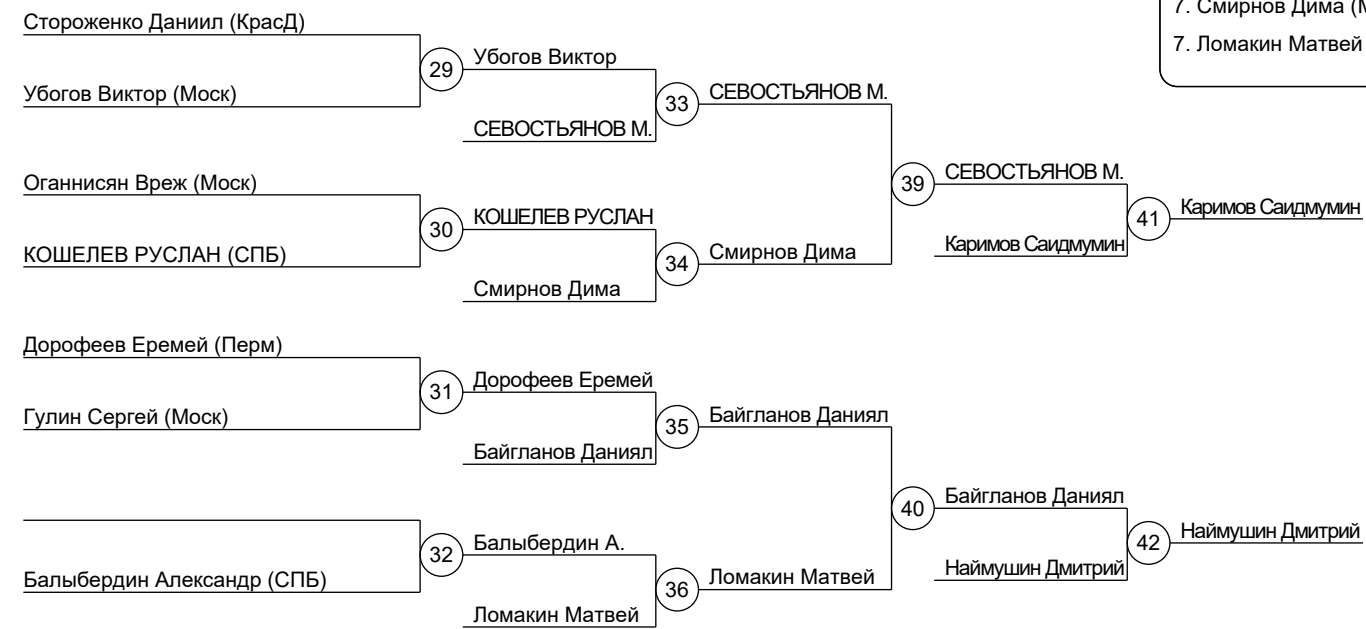 7. Смирнов Дима (М
7. Ломакин Матвей
Стороженко Даниил (КрасД)
29
Убогов Виктор
Убогов Виктор (Моск)
33
СЕВОСТЬЯНОВ М.
СЕВОСТЬЯНОВ М.
Оганнисян Вреж (Моск)
39
СЕВОСТЬЯНОВ М.
30
КОШЕЛЕВ РУСЛАН
41
Каримов Саидмумин
КОШЕЛЕВ РУСЛАН (СПБ)
34
Смирнов Дима
Каримов Саидмумин
Смирнов Дима
Дорофеев Еремей (Перм)
31
Дорофеев Еремей
Гулин Сергей (Моск)
35
Байгланов Даниял
Байгланов Даниял
40
Байгланов Даниял
32
Балыбердин А.
42
Наймушин Дмитрий
Балыбердин Александр (СПБ)
36
Ломакин Матвей
Наймушин Дмитрий
Ломакин Матвей